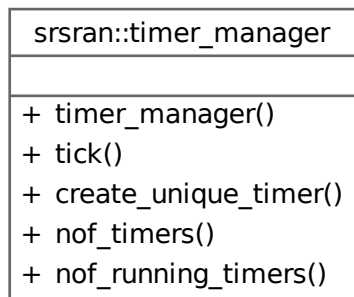 srsran::timer_manager
+ timer_manager()
+ tick()
+ create_unique_timer()
+ nof_timers()
+ nof_running_timers()